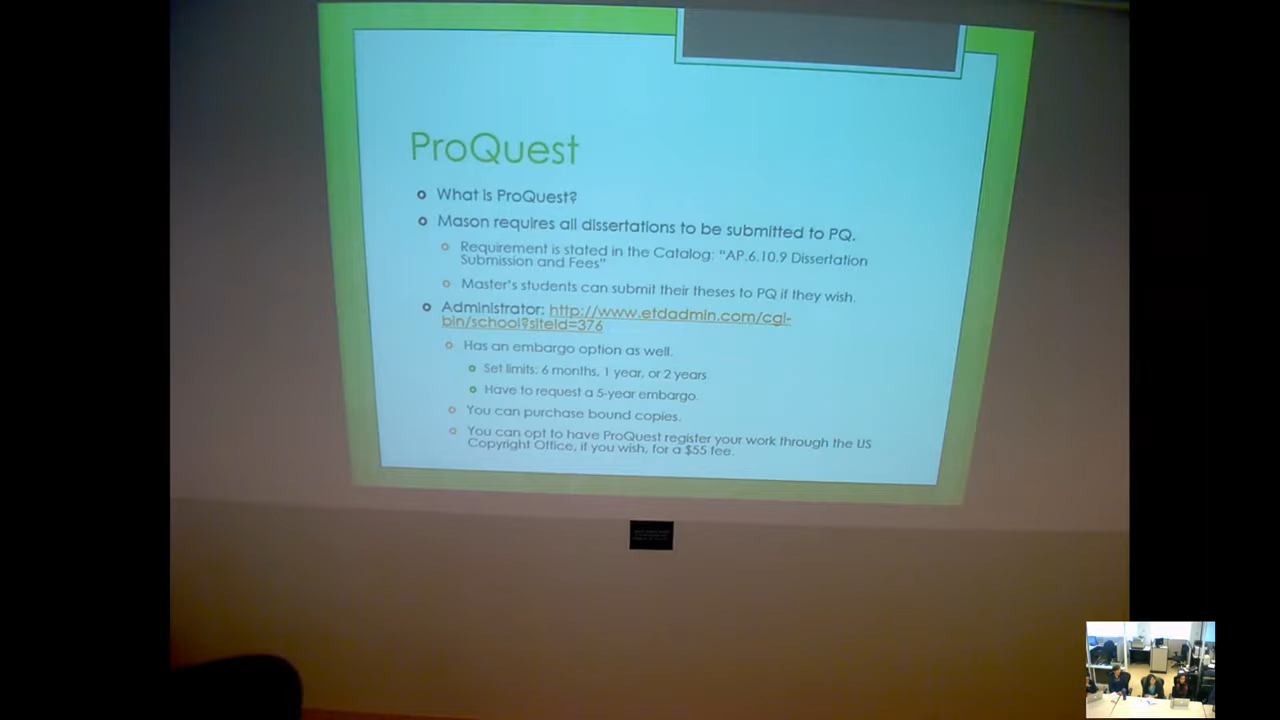 ProQuest
What is ProQuest?
Mason requires all dissertations to be submitted to PQ.
Requirement is stated in the Catalog: “AP.6.10.9 Dissertation
Submission and Fees”
Master's students can submit their theses to PQ if they wish.
Administrator: http://www.etdadmin.com/cgi-
bin/school?siteId=376
Has an embargo option as well.
Set limits: 6 months, 1 year, or 2 years
Have to request a 5-year embargo.
You can purchase bound copies.
You can opt to have ProQuest register your work through the US
Copyright Office, if you wish, for a $55 fee.